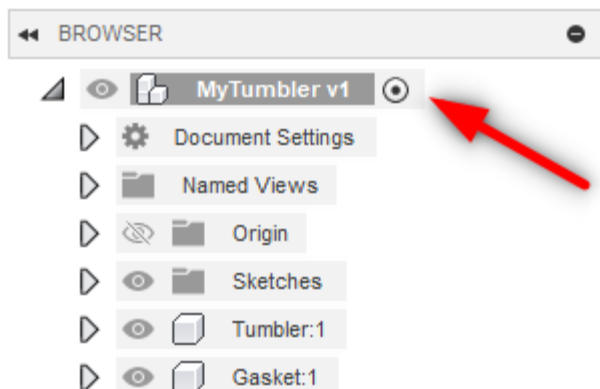 BROWSER
MyTumbler v1
Document Settings
Named Views
Origin
Sketches
Tumbler:1
Gasket:1